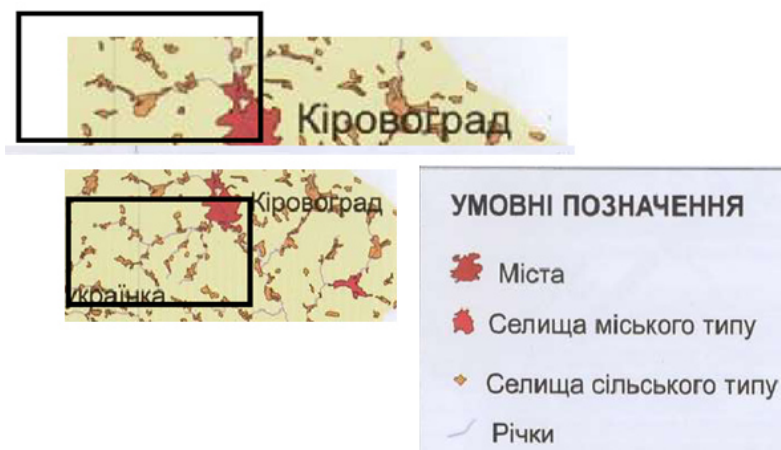 Кіровоград
Кіровоград
українка
УМОВНІ ПОЗНАЧЕННЯ
Міста
Селища міського типу
Селища сільського типу
Річки